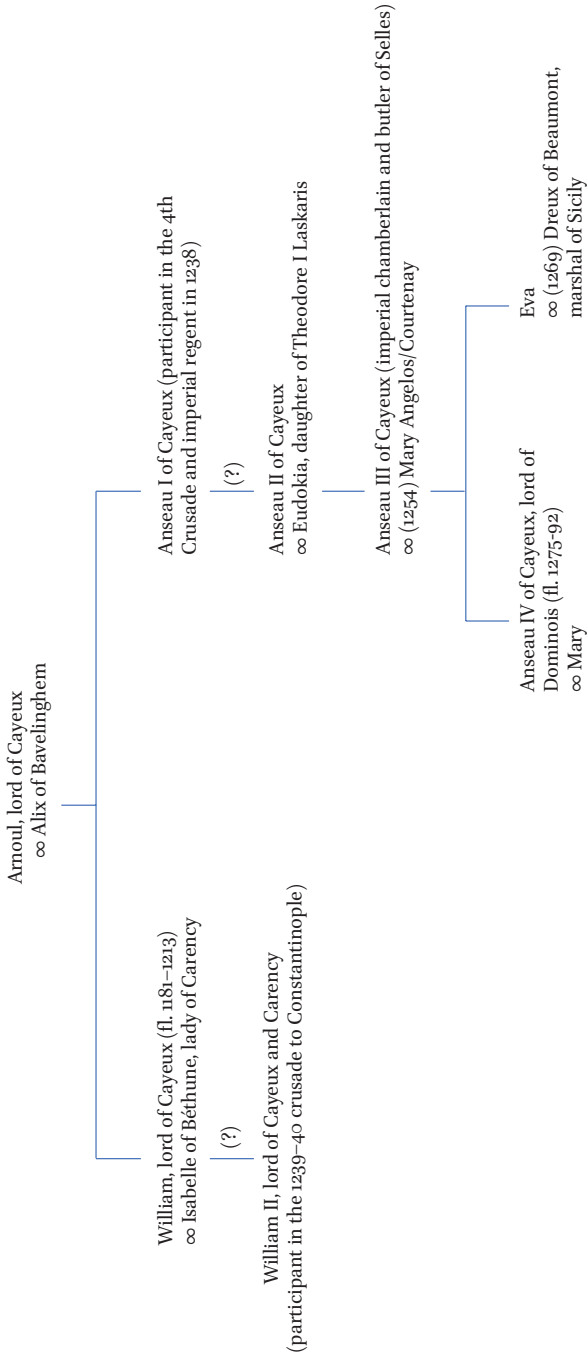 Arnoul, lord of Cayeux
∞ Alix of Bavelinghem
William, lord of Cayeux (fl. 1181–1213)
∞ Isabelle of Béthune, lady of Carency
(?)
William II, lord of Cayeux and Carency
(participant in the 1239–40 crusade to Constantinople)
Anseau I of Cayeux (participant in the 4th
Crusade and imperial regent in 1238)
(?)
Anseau II of Cayeux
∞ Eudokia, daughter of Theodore I Laskaris
Anseau III of Cayeux (imperial chamberlain and butler of Selles)
∞ (1254) Mary Angelos/Courtenay
Anseau IV of Cayeux, lord of
Dominois (fl. 1275-92)
∞ Mary
Eva
∞ (1269) Dreux of Beaumont,
marshal of Sicily